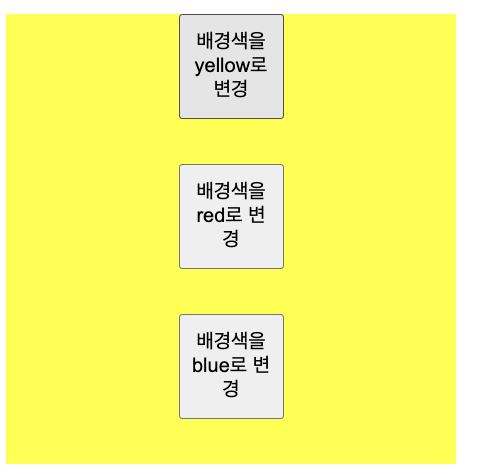 배경색을
yellow로
변경
배경색을
red로 변
경
배경색을
blue로 변
경